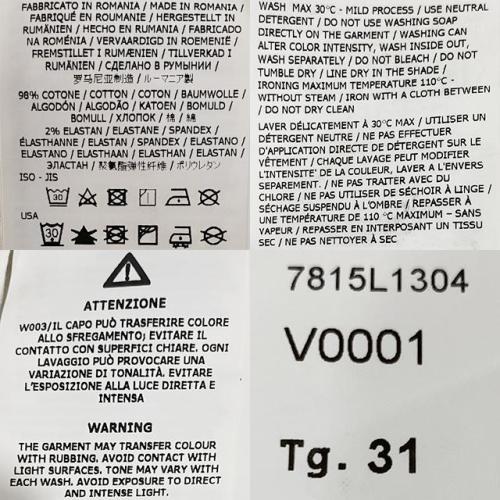 FABBRICATO IN ROMANIA / MADE IN ROMANIA /
FABRIQUÉ EN ROUMANIE / HERGESTELLT IN
RUMÄNIEN / HECHO EN RUMANIA / FABRICADO
NA ROMÉNIA / VERVAARDIGD IN ROEMENIË /
FREMSTILLET I RUMÆNIEN / TILLVERKAD I
RUMÄNIEN / СДЕЛАНО В РУМЫНИИ /
罗马尼亚制造 / ルーマニア製
98% COTONE / COTTON / COTON / BAUMWOLLE /
ALGODÓN / ALGODÃO / KATOEN / BOMULD /
BOMULL / ХЛОПОК / 棉 / 綿
2% ELASTAN / ELASTANE / SPANDEX /
ÉLASTHANNE / ELASTAN / SPANDEX / ELASTANO /
ELASTANO / ELASTAAN / ELASTHAN / ELASTAN /
ЭЛАСТАН / 聚氨酯弹性纤维 / ポリウレタン
ISO - JIS
30
USA
30
WASH MAX 30°C - MILD PROCESS / USE NEUTRAL
DETERGENT / DO NOT USE WASHING SOAP
DIRECTLY ON THE GARMENT / WASHING CAN
ALTER COLOR INTENSITY, WASH INSIDE OUT,
WASH SEPARATELY / DO NOT BLEACH / DO NOT
TUMBLE DRY / LINE DRY IN THE SHADE /
IRONING MAXIMUM TEMPERATURE 110°C -
WITHOUT STEAM / IRON WITH A CLOTH BETWEEN
/ DO NOT DRY CLEAN
LAVER DÉLICATEMENT À 30°C MAX / UTILISER UN
DÉTERGENT NEUTRE / NE PAS EFFECTUER
D'APPLICATION DIRECTE DE DÉTERGENT SUR LE
VÊTEMENT / CHAQUE LAVAGE PEUT MODIFIER
L'INTENSITE' DE LA COULEUR, LAVER A L'ENVERS
SEPAREMENT. / NE PAS TRAITER AVEC DU
CHLORE / NE PAS UTILISER DE SÉCHOIR À LINGE /
SÉCHAGE SUSPENDU À L'OMBRE / REPASSER À
UNE TEMPÉRATURE DE 110 °C MAXIMUM – SANS
VAPEUR / REPASSER EN INTERPOSANT UN TISSU
SEC / NE PAS NETTOYER À SEC
ATTENZIONE
W003/IL CAPO PUÒ TRASFERIRE COLORE
ALLO SFREGAMENTO; EVITARE IL
CONTATTO CON SUPERFICI CHIARE. OGNI
LAVAGGIO PUÒ PROVOCARE UNA
VARIAZIONE DI TONALITÀ. EVITARE
L'ESPOSIZIONE ALLA LUCE DIRETTA E
INTENSA
WARNING
THE GARMENT MAY TRANSFER COLOUR
WITH RUBBING. AVOID CONTACT WITH
LIGHT SURFACES. TONE MAY VARY WITH
EACH WASH. AVOID EXPOSURE TO DIRECT
AND INTENSE LIGHT.
7815L1304
V0001
Tg. 31